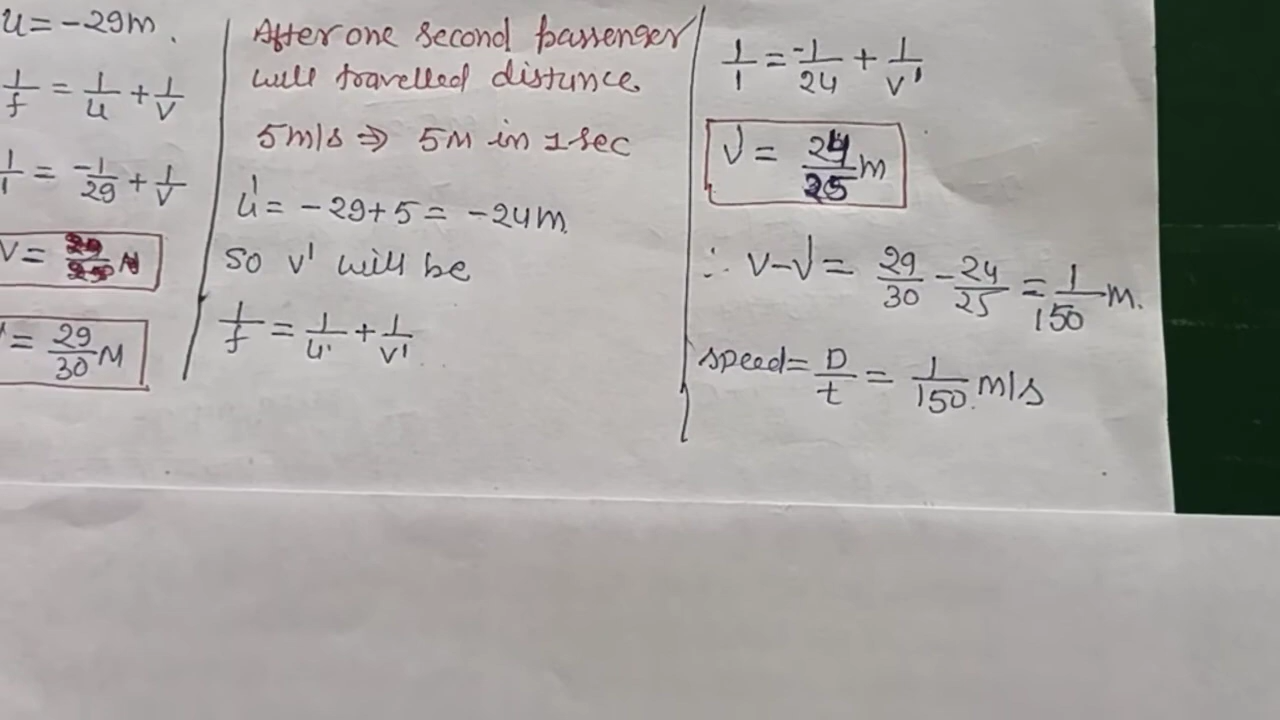 u = -29m.
1/f = 1/u + 1/v
1/1 = -1/29 + 1/v
v =
= 29/30 M
After one second passenger
will travelled distance.
5m/s ⇒ 5M in 1 sec
u' = -29+5 = -24m.
so v' will be
1/f = 1/u' + 1/v'
1/1 = -1/24 + 1/v'
v' = 24/25 m
∴ v-v' = 29/30 - 24/25 = 1/150 m.
speed = D/t = 1/150 m/s